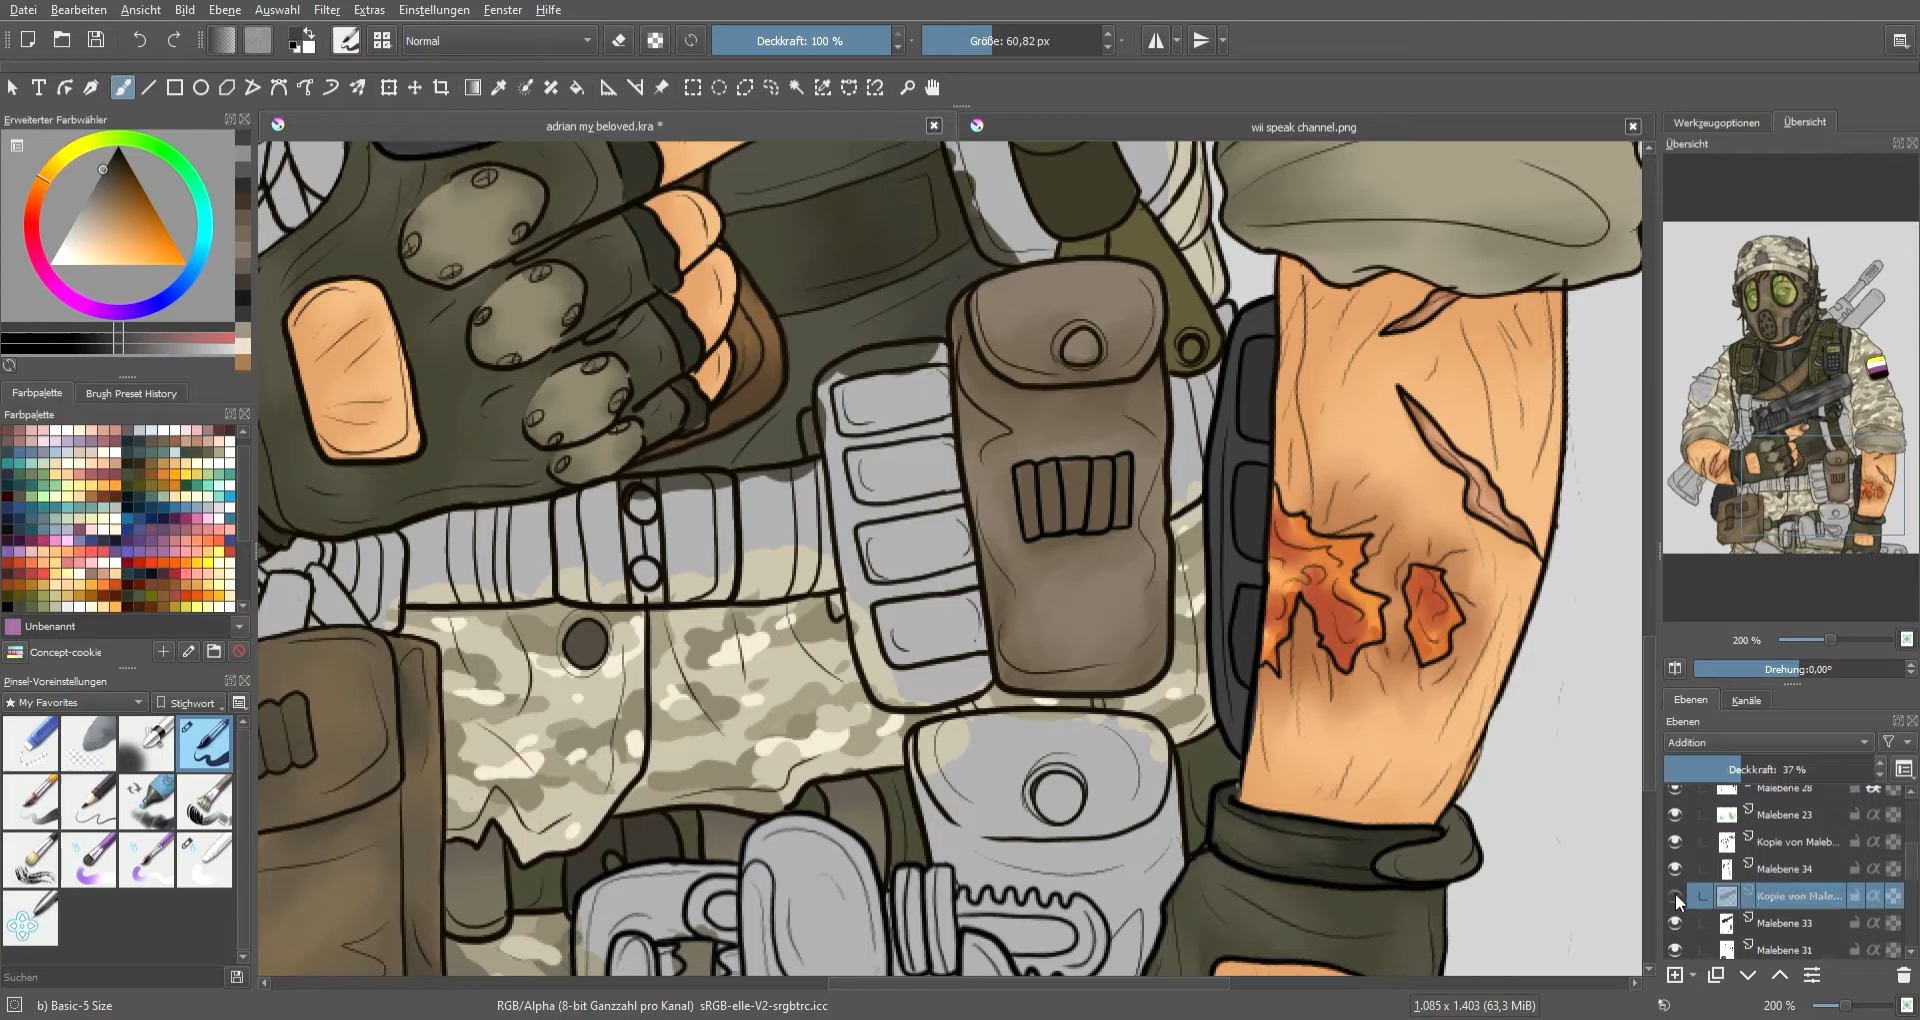 Datei Bearbeiten Ansicht Bild Ebene Auswahl Filter Extras Einstellungen Fenster Hilfe
Normal Deckkraft: 100 % Größe: 60,82 px
Erweiterter Farbwähler
adrian my beloved.kra *
wii speak channel.png
Werkzeugoptionen Übersicht
Übersicht
Farbpalette Brush Preset History
Farbpalette
Unbenannt
Concept-cookie
Pinsel-Voreinstellungen
My Favorites Stichwort
200 %
Drehung:0,00°
Ebenen Kanäle
Ebenen
Addition
Deckkraft: 37 %
Malebene 28
Malebene 23
Kopie von Maleb...
Malebene 34
Kopie von Male...
Malebene 33
Malebene 31
Suchen
b) Basic-5 Size
RGB/Alpha (8-bit Ganzzahl pro Kanal) sRGB-elle-V2-srgbtrc.icc
1.085 x 1.403 (63,3 MiB)
200 %